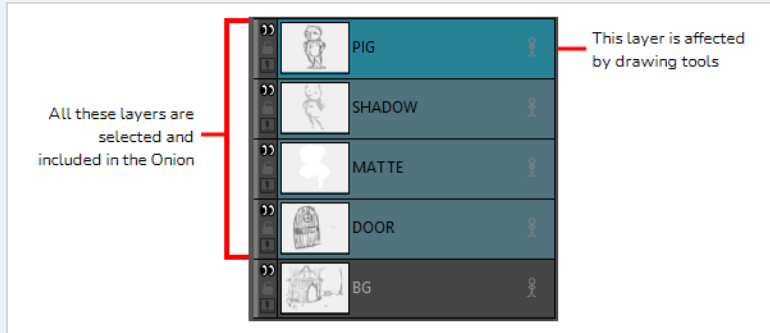 PIG
This layer is affected
by drawing tools
SHADOW
All these layers are
selected and
included in the Onion
MATTE
DOOR
BG